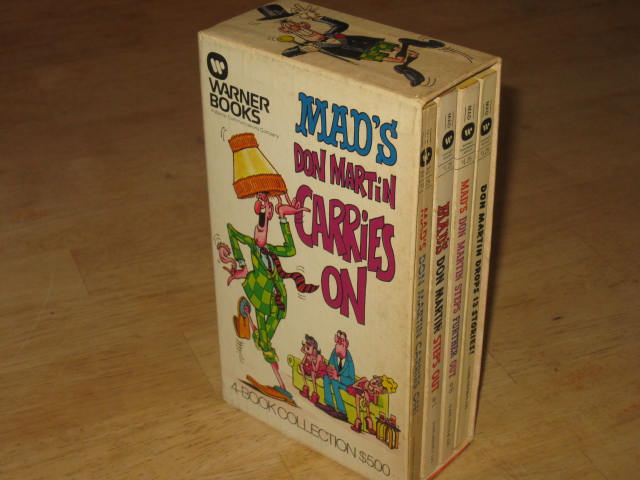 WARNER
BOOKS
MAD'S
DON MARTIN
CARRIES
ON
4-BOOK COLLECTION $5.00
MAD'S DON MARTIN CARRIES ON!
MAD'S DON MARTIN STEPS OUT
MAD'S DON MARTIN STEPS FURTHER OUT
DON MARTIN DROPS 13 STORIES!